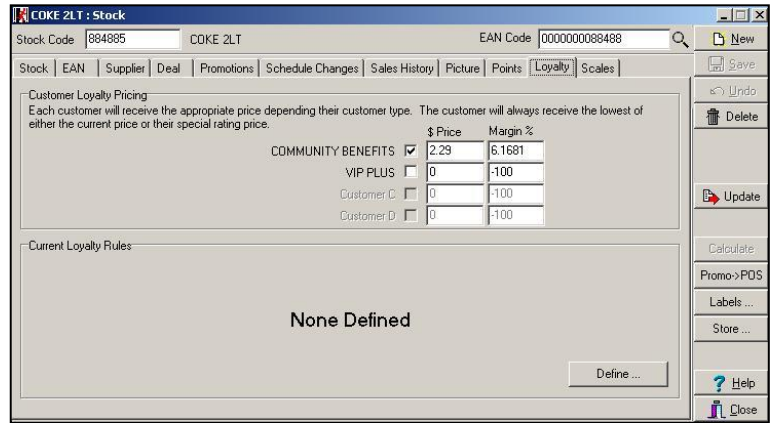 COKE 2LT : Stock
Stock Code 884885 COKE 2LT EAN Code 0000000088488
New
Save
Undo
Delete
Update
Calculate
Promo->POS
Labels ...
Store ...
Help
Close
Stock EAN Supplier Deal Promotions Schedule Changes Sales History Picture Points Loyalty Scales
Customer Loyalty Pricing
Each customer will receive the appropriate price depending their customer type. The customer will always receive the lowest of
either the current price or their special rating price.
$ Price Margin %
COMMUNITY BENEFITS 2.29 6.1681
VIP PLUS 0 -100
Customer C 0 -100
Customer D 0 -100
Current Loyalty Rules
None Defined
Define ...